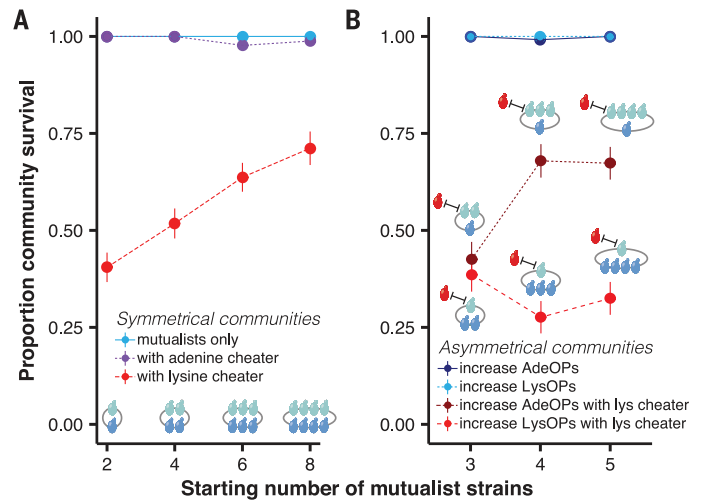 A
B
Proportion community survival
1.00
0.75
0.50
0.25
0.00
Symmetrical communities
mutualists only
with adenine cheater
with lysine cheater
2
4
6
8
Asymmetrical communities
increase AdeOPs
increase LysOPs
increase AdeOPs with lys cheater
increase LysOPs with lys cheater
1.00
0.75
0.50
0.25
0.00
3
4
5
Starting number of mutualist strains